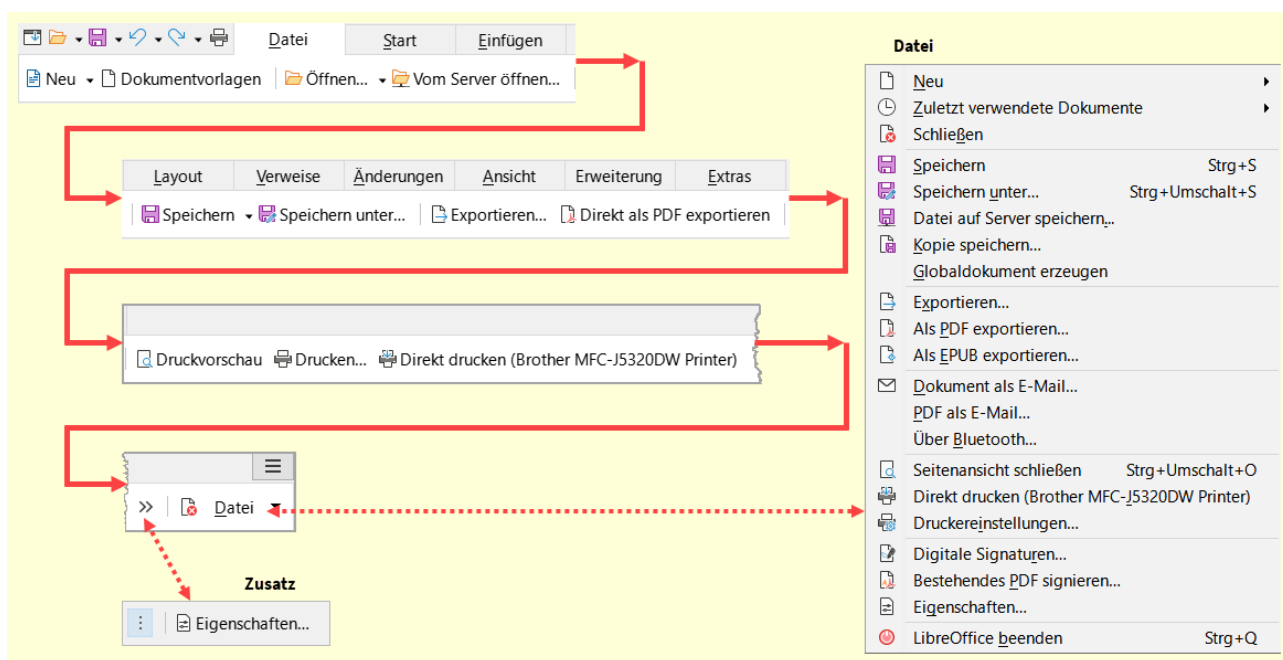 Datei Start Einfügen
Neu Dokumentvorlagen Öffnen... Vom Server öffnen...
Layout Verweise Änderungen Ansicht Erweiterung Extras
Speichern Speichern unter... Exportieren... Direkt als PDF exportieren
Druckvorschau Drucken... Direkt drucken (Brother MFC-J5320DW Printer)
Datei
Zusatz
Eigenschaften...
Datei
Neu
Zuletzt verwendete Dokumente
Schließen
Speichern Strg+S
Speichern unter... Strg+Umschalt+S
Datei auf Server speichern...
Kopie speichern...
Globaldokument erzeugen
Exportieren...
Als PDF exportieren...
Als EPUB exportieren...
Dokument als E-Mail...
PDF als E-Mail...
Über Bluetooth...
Seitenansicht schließen Strg+Umschalt+O
Direkt drucken (Brother MFC-J5320DW Printer)
Druckereinstellungen...
Digitale Signaturen...
Bestehendes PDF signieren...
Eigenschaften...
LibreOffice beenden Strg+Q